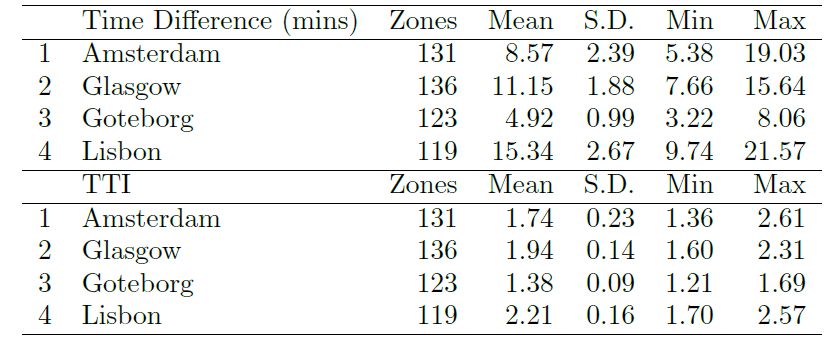 Time Difference (mins) Zones Mean S.D. Min Max
1 Amsterdam 131 8.57 2.39 5.38 19.03
2 Glasgow 136 11.15 1.88 7.66 15.64
3 Goteborg 123 4.92 0.99 3.22 8.06
4 Lisbon 119 15.34 2.67 9.74 21.57
TTI Zones Mean S.D. Min Max
1 Amsterdam 131 1.74 0.23 1.36 2.61
2 Glasgow 136 1.94 0.14 1.60 2.31
3 Goteborg 123 1.38 0.09 1.21 1.69
4 Lisbon 119 2.21 0.16 1.70 2.57